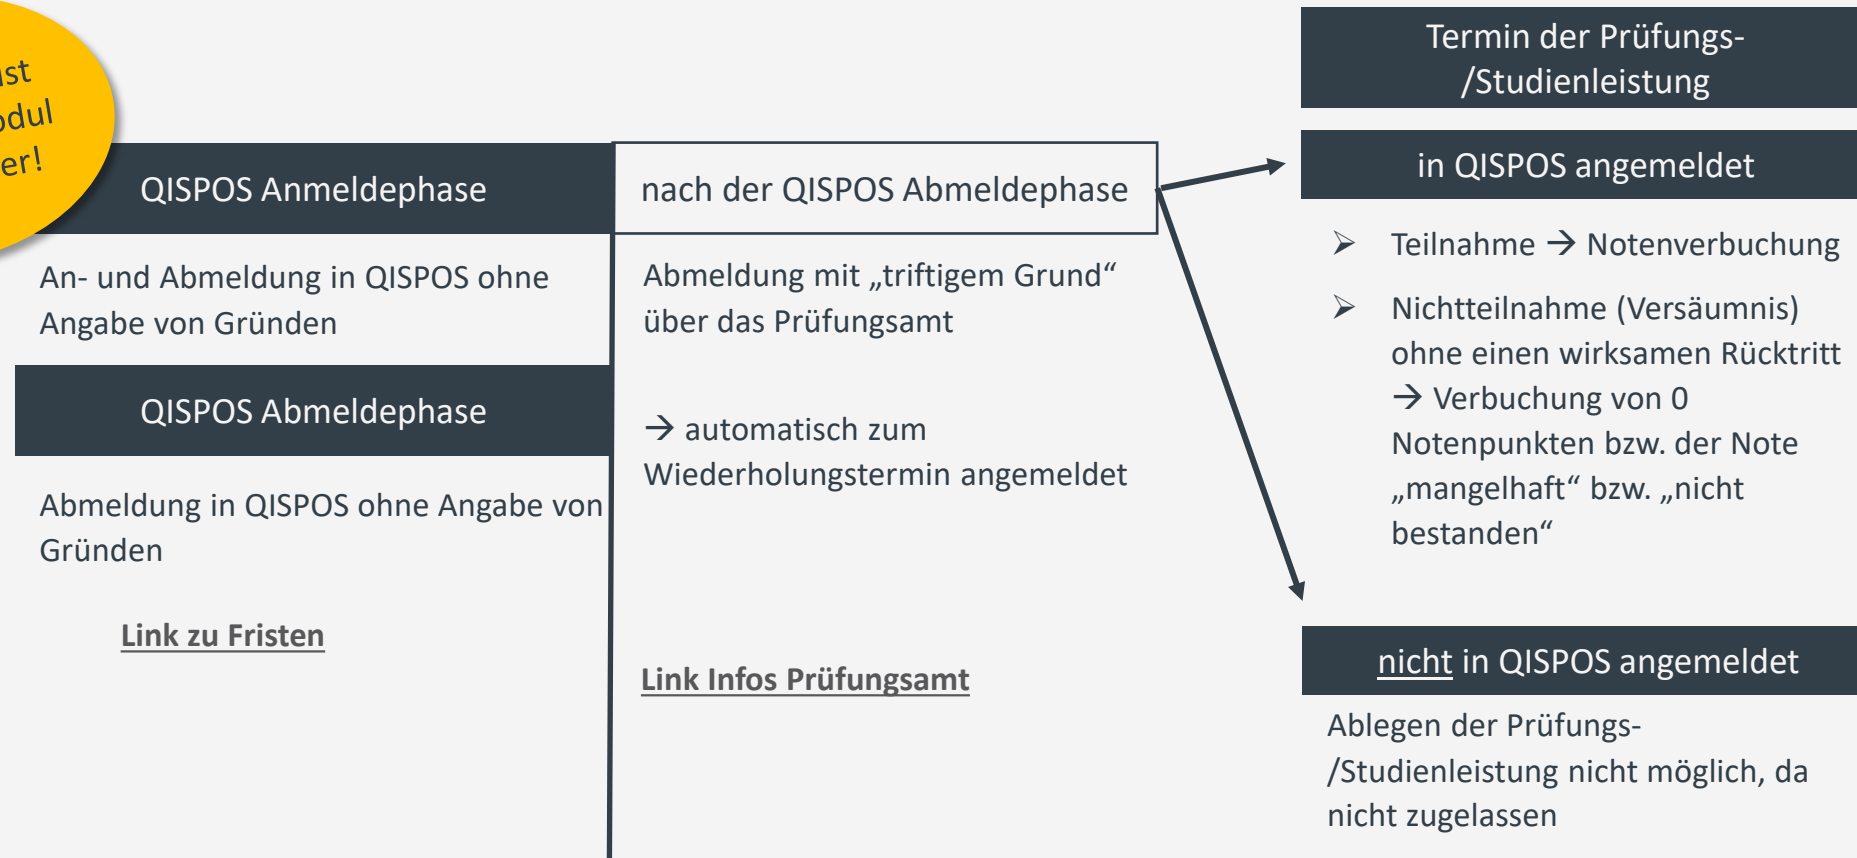 er!
QISPOS Anmeldephase
An- und Abmeldung in QISPOS ohne
Angabe von Gründen
QISPOS Abmeldephase
Abmeldung in QISPOS ohne Angabe von
Gründen
Link zu Fristen
nach der QISPOS Abmeldephase
Abmeldung mit „triftigem Grund“
über das Prüfungsamt
→ automatisch zum
Wiederholungstermin angemeldet
Link Infos Prüfungsamt
Termin der Prüfungs-
/Studienleistung
in QISPOS angemeldet
➢ Teilnahme → Notenverbuchung
➢ Nichtteilnahme (Versäumnis)
ohne einen wirksamen Rücktritt
→ Verbuchung von 0
Notenpunkten bzw. der Note
„mangelhaft“ bzw. „nicht
bestanden“
nicht in QISPOS angemeldet
Ablegen der Prüfungs-
/Studienleistung nicht möglich, da
nicht zugelassen